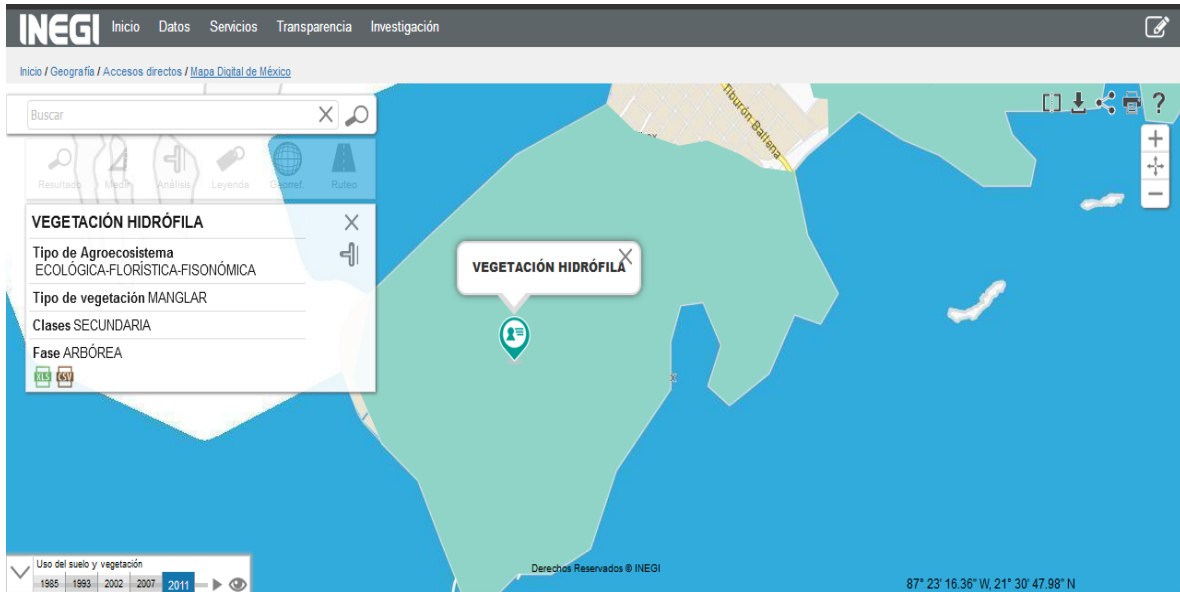 INEGI Inicio Datos Servicios Transparencia Investigación
Inicio / Geografía / Accesos directos / Mapa Digital de México
Buscar
Resultado Medir Análisis Leyenda Georref. Ruteo
VEGETACIÓN HIDRÓFILA
Tipo de Agroecosistema
ECOLÓGICA-FLORÍSTICA-FISONÓMICA
Tipo de vegetación MANGLAR
Clases SECUNDARIA
Fase ARBÓREA
XLS CSV
Tiburón Ballena
VEGETACIÓN HIDRÓFILA
Uso del suelo y vegetación
1985 1993 2002 2007 2011
Derechos Reservados © INEGI
87° 23' 16.36" W, 21° 30' 47.98" N